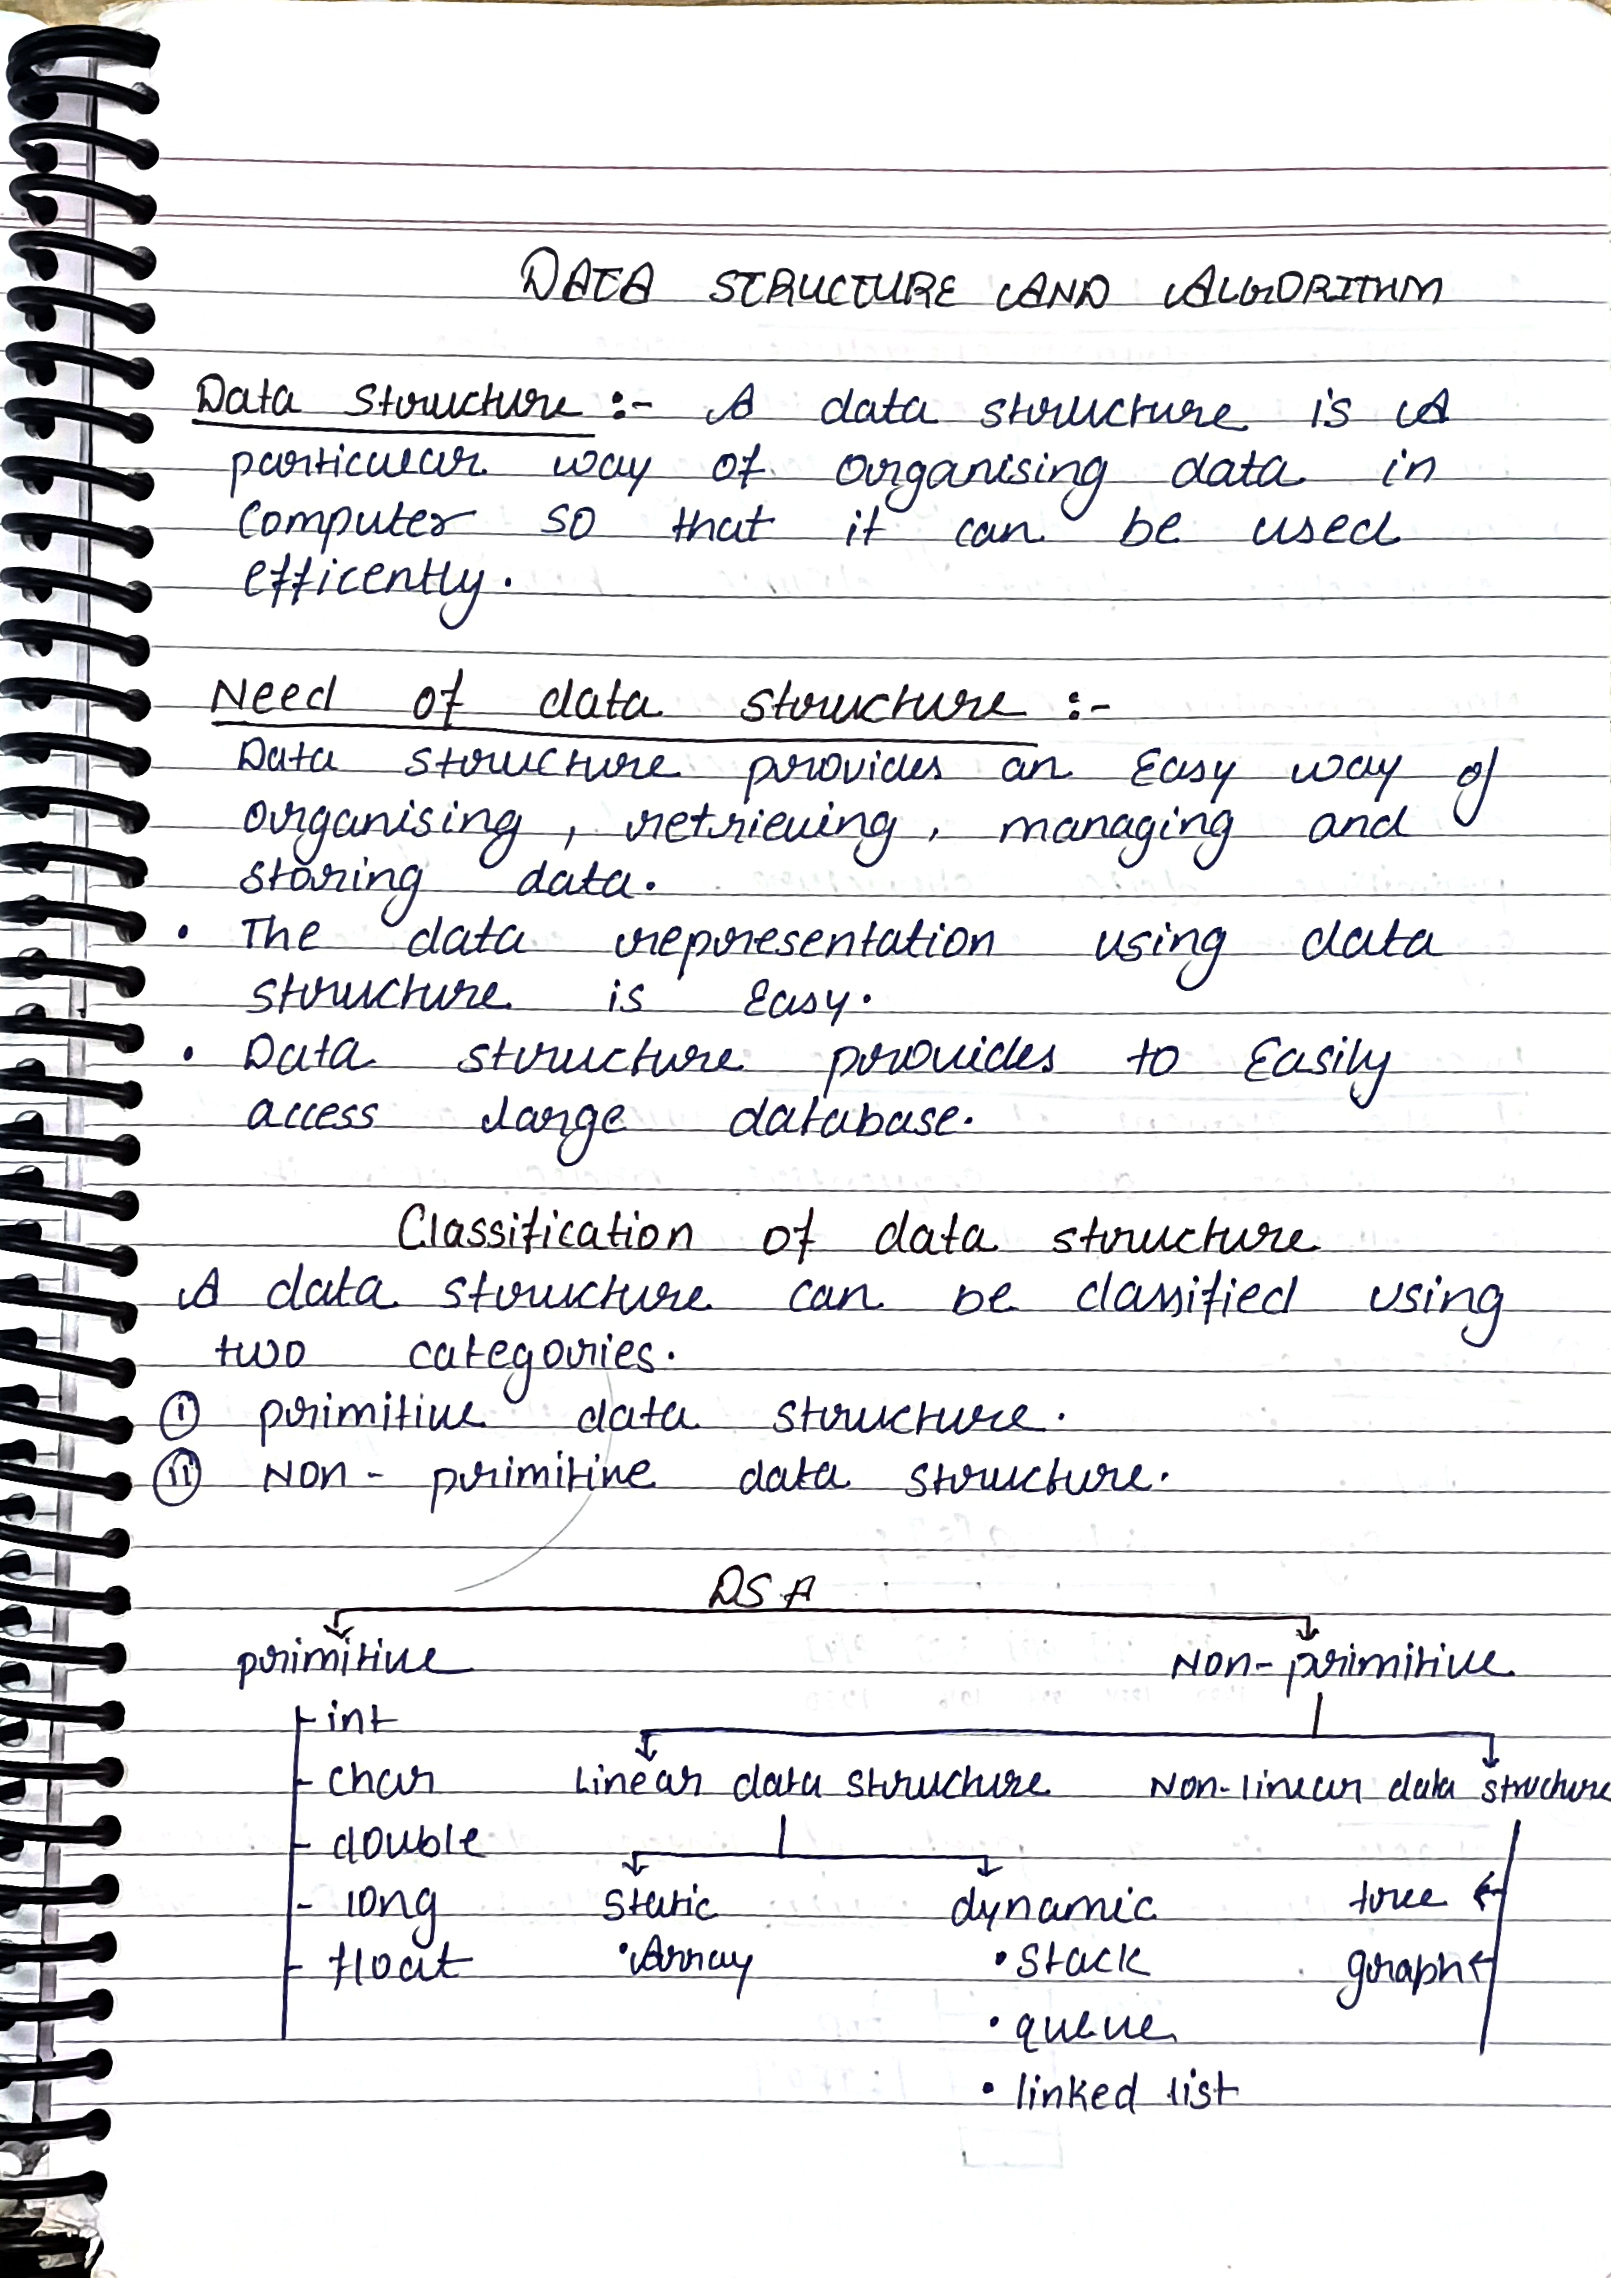 DATA STRUCTURE AND ALGORITHM
Data Structure :- A data structure is A
particular way of organising data in
Computer so that it can be used
efficently.
Need of data structure :-
Data structure provides an Easy way of
organising, retrieving, managing and
storing data.
• The data representation using data
structure is Easy.
• Data structure provides to Easily
access large database.
Classification of data structure
A data structure can be classified using
two categories.
(i) primitive data structure.
(ii) Non-primitive data structure.
DSA
primitive Non-primitive
- int
- char Linear data structure Non-linear data structure
- double
- long static dynamic tree
- float • Array • Stack graph
• queue
• linked list